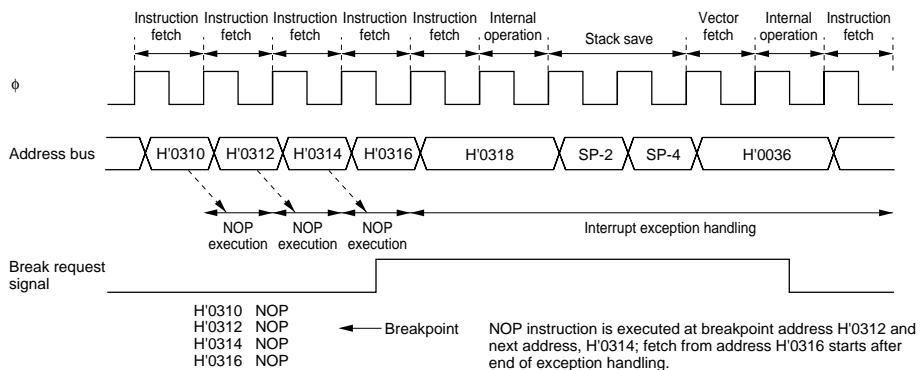 Instruction fetch
Instruction fetch
Instruction fetch
Instruction fetch
Instruction fetch
Internal operation
Stack save
Vector fetch
Internal operation
Instruction fetch
φ
Address bus
H'0310
H'0312
H'0314
H'0316
H'0318
SP-2
SP-4
H'0036
NOP execution
NOP execution
NOP execution
Interrupt exception handling
Break request signal
H'0310 NOP
H'0312 NOP
H'0314 NOP
H'0316 NOP
Breakpoint
NOP instruction is executed at breakpoint address H'0312 and
next address, H'0314; fetch from address H'0316 starts after
end of exception handling.